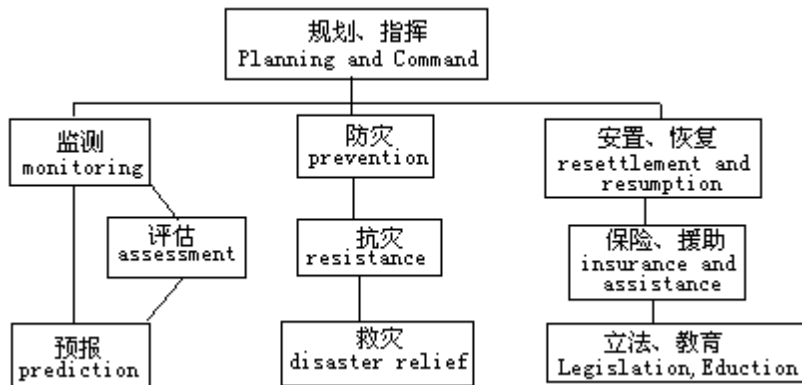 规划、指挥
Planning and Command
监测
monitoring
评估
assessment
预报
prediction
防灾
prevention
抗灾
resistance
救灾
disaster relief
安置、恢复
resettlement and
resumption
保险、援助
insurance and
assistance
立法、教育
Legislation,Eduction